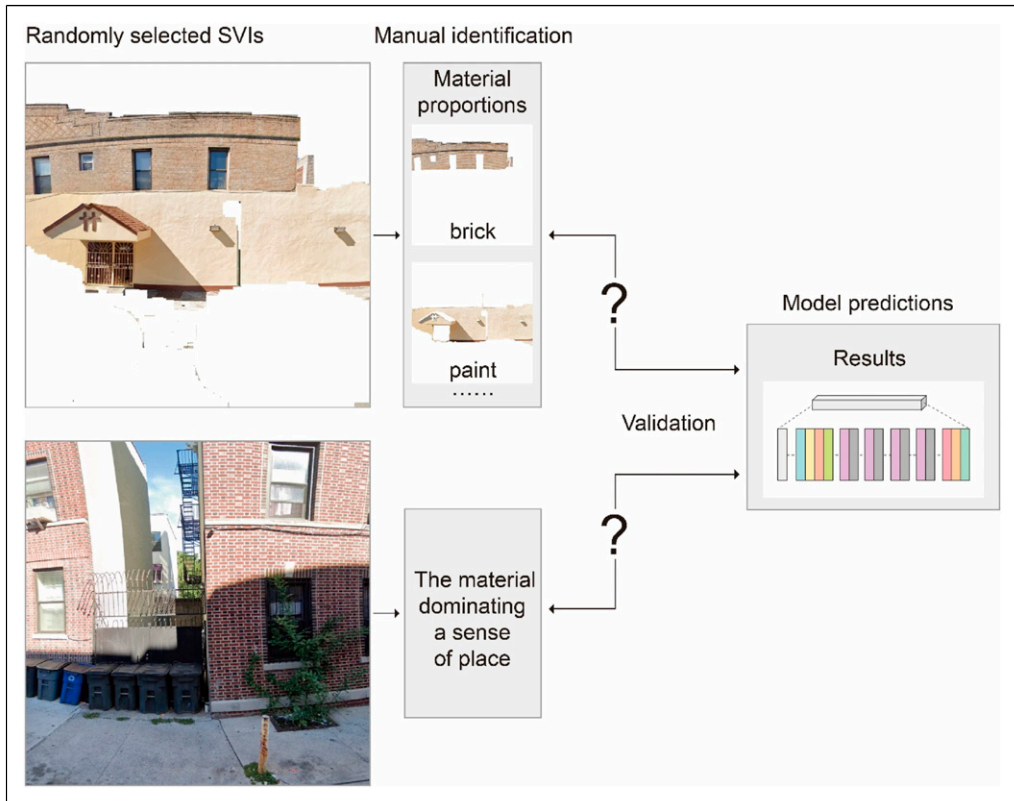 Randomly selected SVIs
Manual identification
Material
proportions
brick
paint
......
?
Model predictions
Results
Validation
?
The material
dominating
a sense
of place